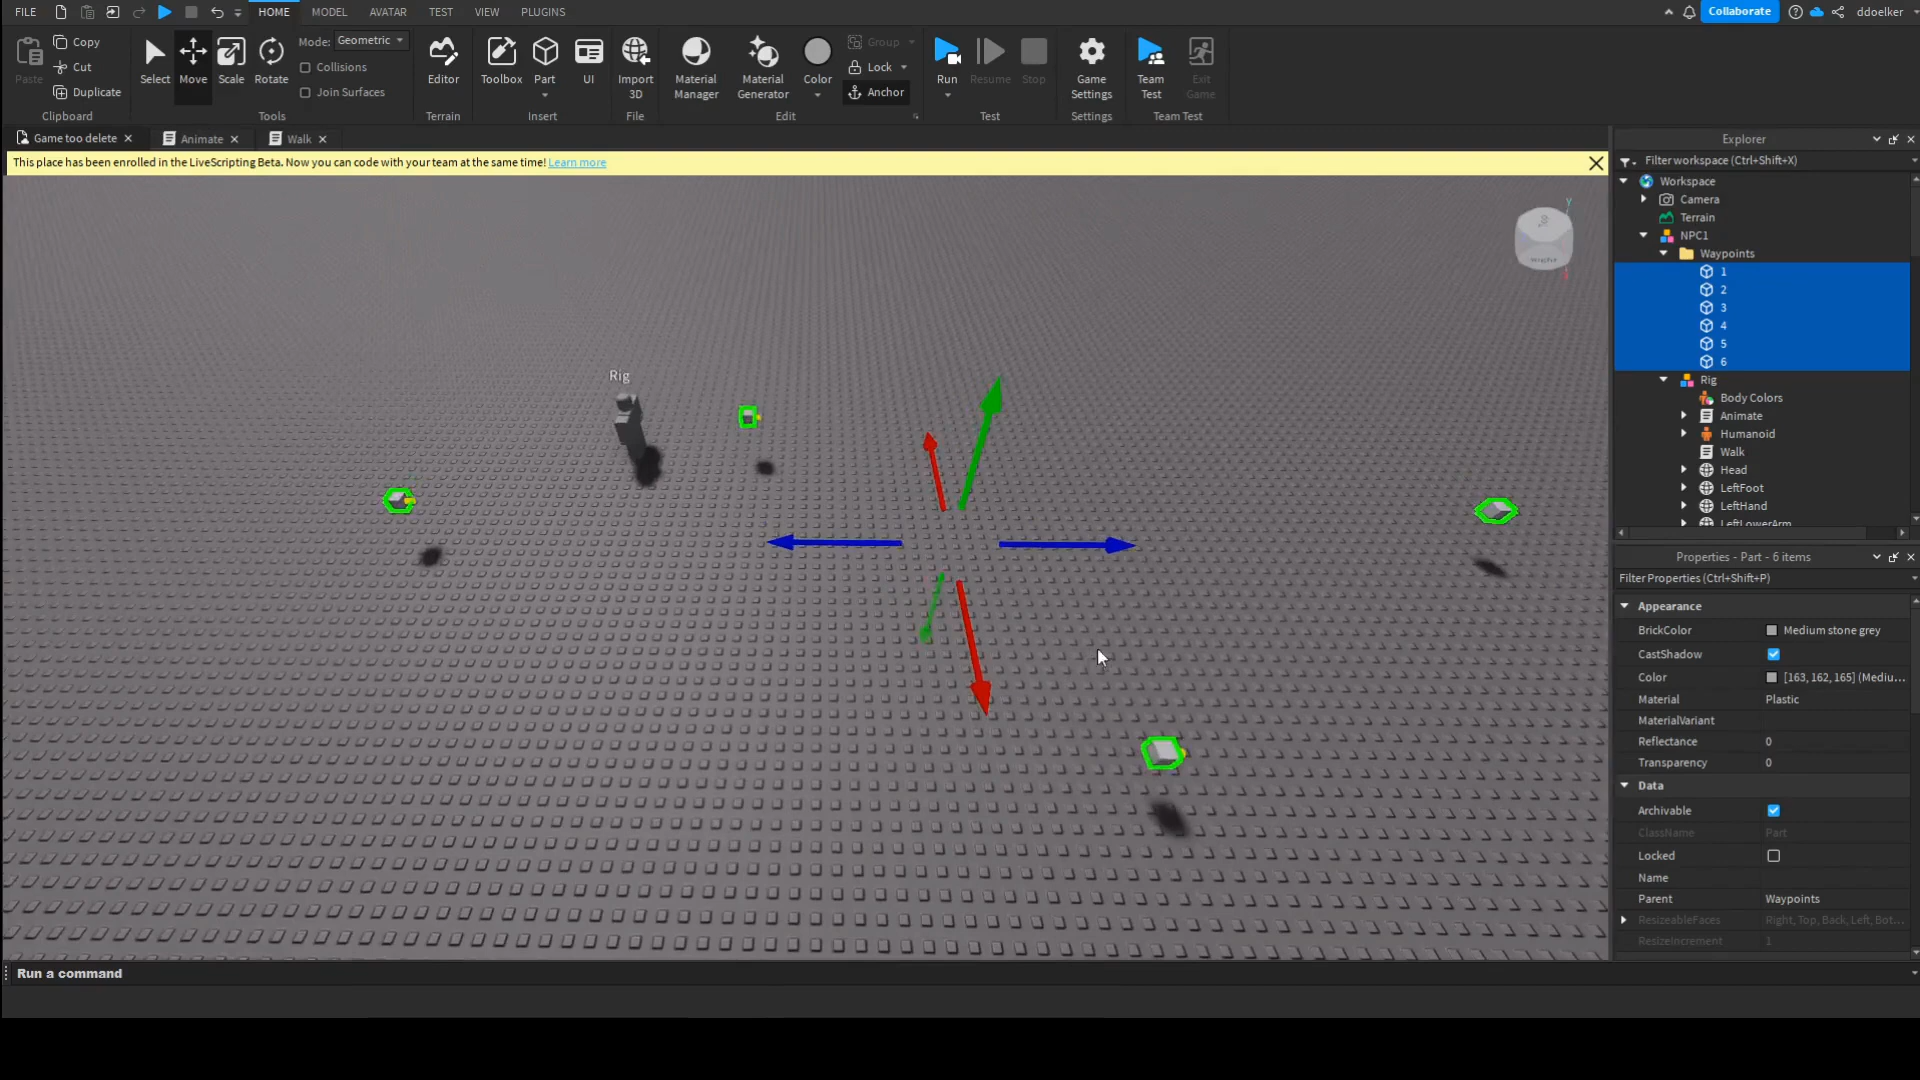 FILE HOME MODEL AVATAR TEST VIEW PLUGINS Collaborate ddoelker
Paste Copy Cut Duplicate Clipboard
Select Move Scale Rotate Mode: Geometric Collisions Join Surfaces Tools
Editor Terrain
Toolbox Part UI Insert
Import 3D File
Material Manager Material Generator Color Group Lock Anchor Edit
Run Resume Stop Test
Game Settings Settings
Team Test Exit Game Team Test
Game too delete Animate Walk
This place has been enrolled in the LiveScripting Beta. Now you can code with your team at the same time! Learn more
Rig
Right
Y
Explorer
Filter workspace (Ctrl+Shift+X)
Workspace
Camera
Terrain
NPC1
Waypoints
1
2
3
4
5
6
Rig
Body Colors
Animate
Humanoid
Walk
Head
LeftFoot
LeftHand
LeftLowerArm
Properties - Part - 6 items
Filter Properties (Ctrl+Shift+P)
Appearance
BrickColor Medium stone grey
CastShadow
Color [163, 162, 165] (Mediu...
Material Plastic
MaterialVariant
Reflectance 0
Transparency 0
Data
Archivable
ClassName Part
Locked
Name
Parent Waypoints
ResizeableFaces Right, Top, Back, Left, Bot...
ResizeIncrement 1
Run a command